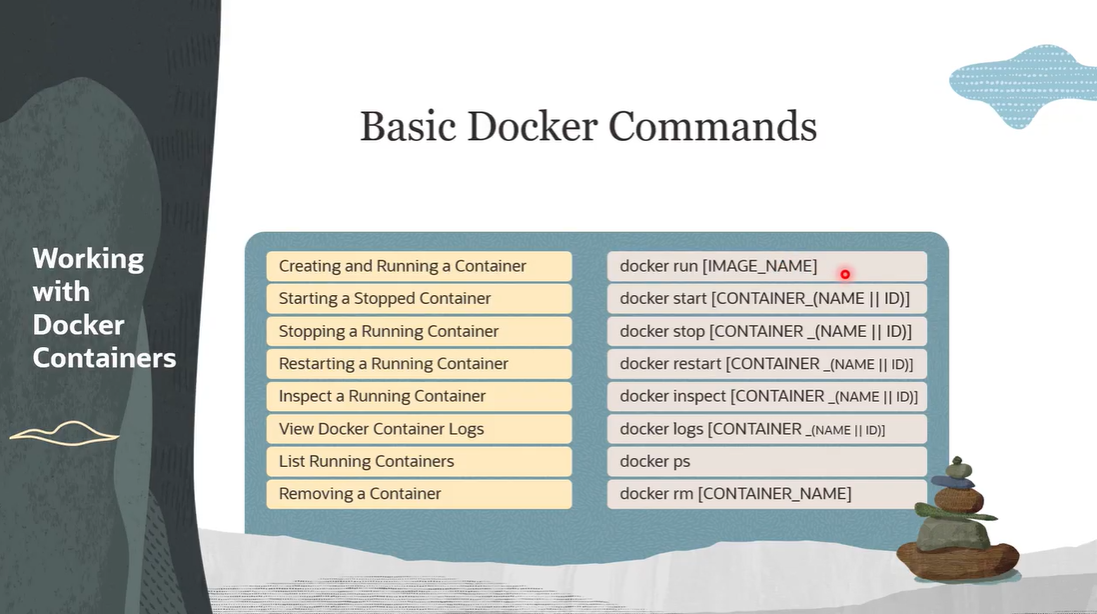 Basic Docker Commands
Working
with
Docker
Containers
Creating and Running a Container
docker run [IMAGE_NAME]
Starting a Stopped Container
docker start [CONTAINER_(NAME || ID)]
Stopping a Running Container
docker stop [CONTAINER _(NAME || ID)]
Restarting a Running Container
docker restart [CONTAINER _(NAME || ID)]
Inspect a Running Container
docker inspect [CONTAINER _(NAME || ID)]
View Docker Container Logs
docker logs [CONTAINER _(NAME || ID)]
List Running Containers
docker ps
Removing a Container
docker rm [CONTAINER_NAME]